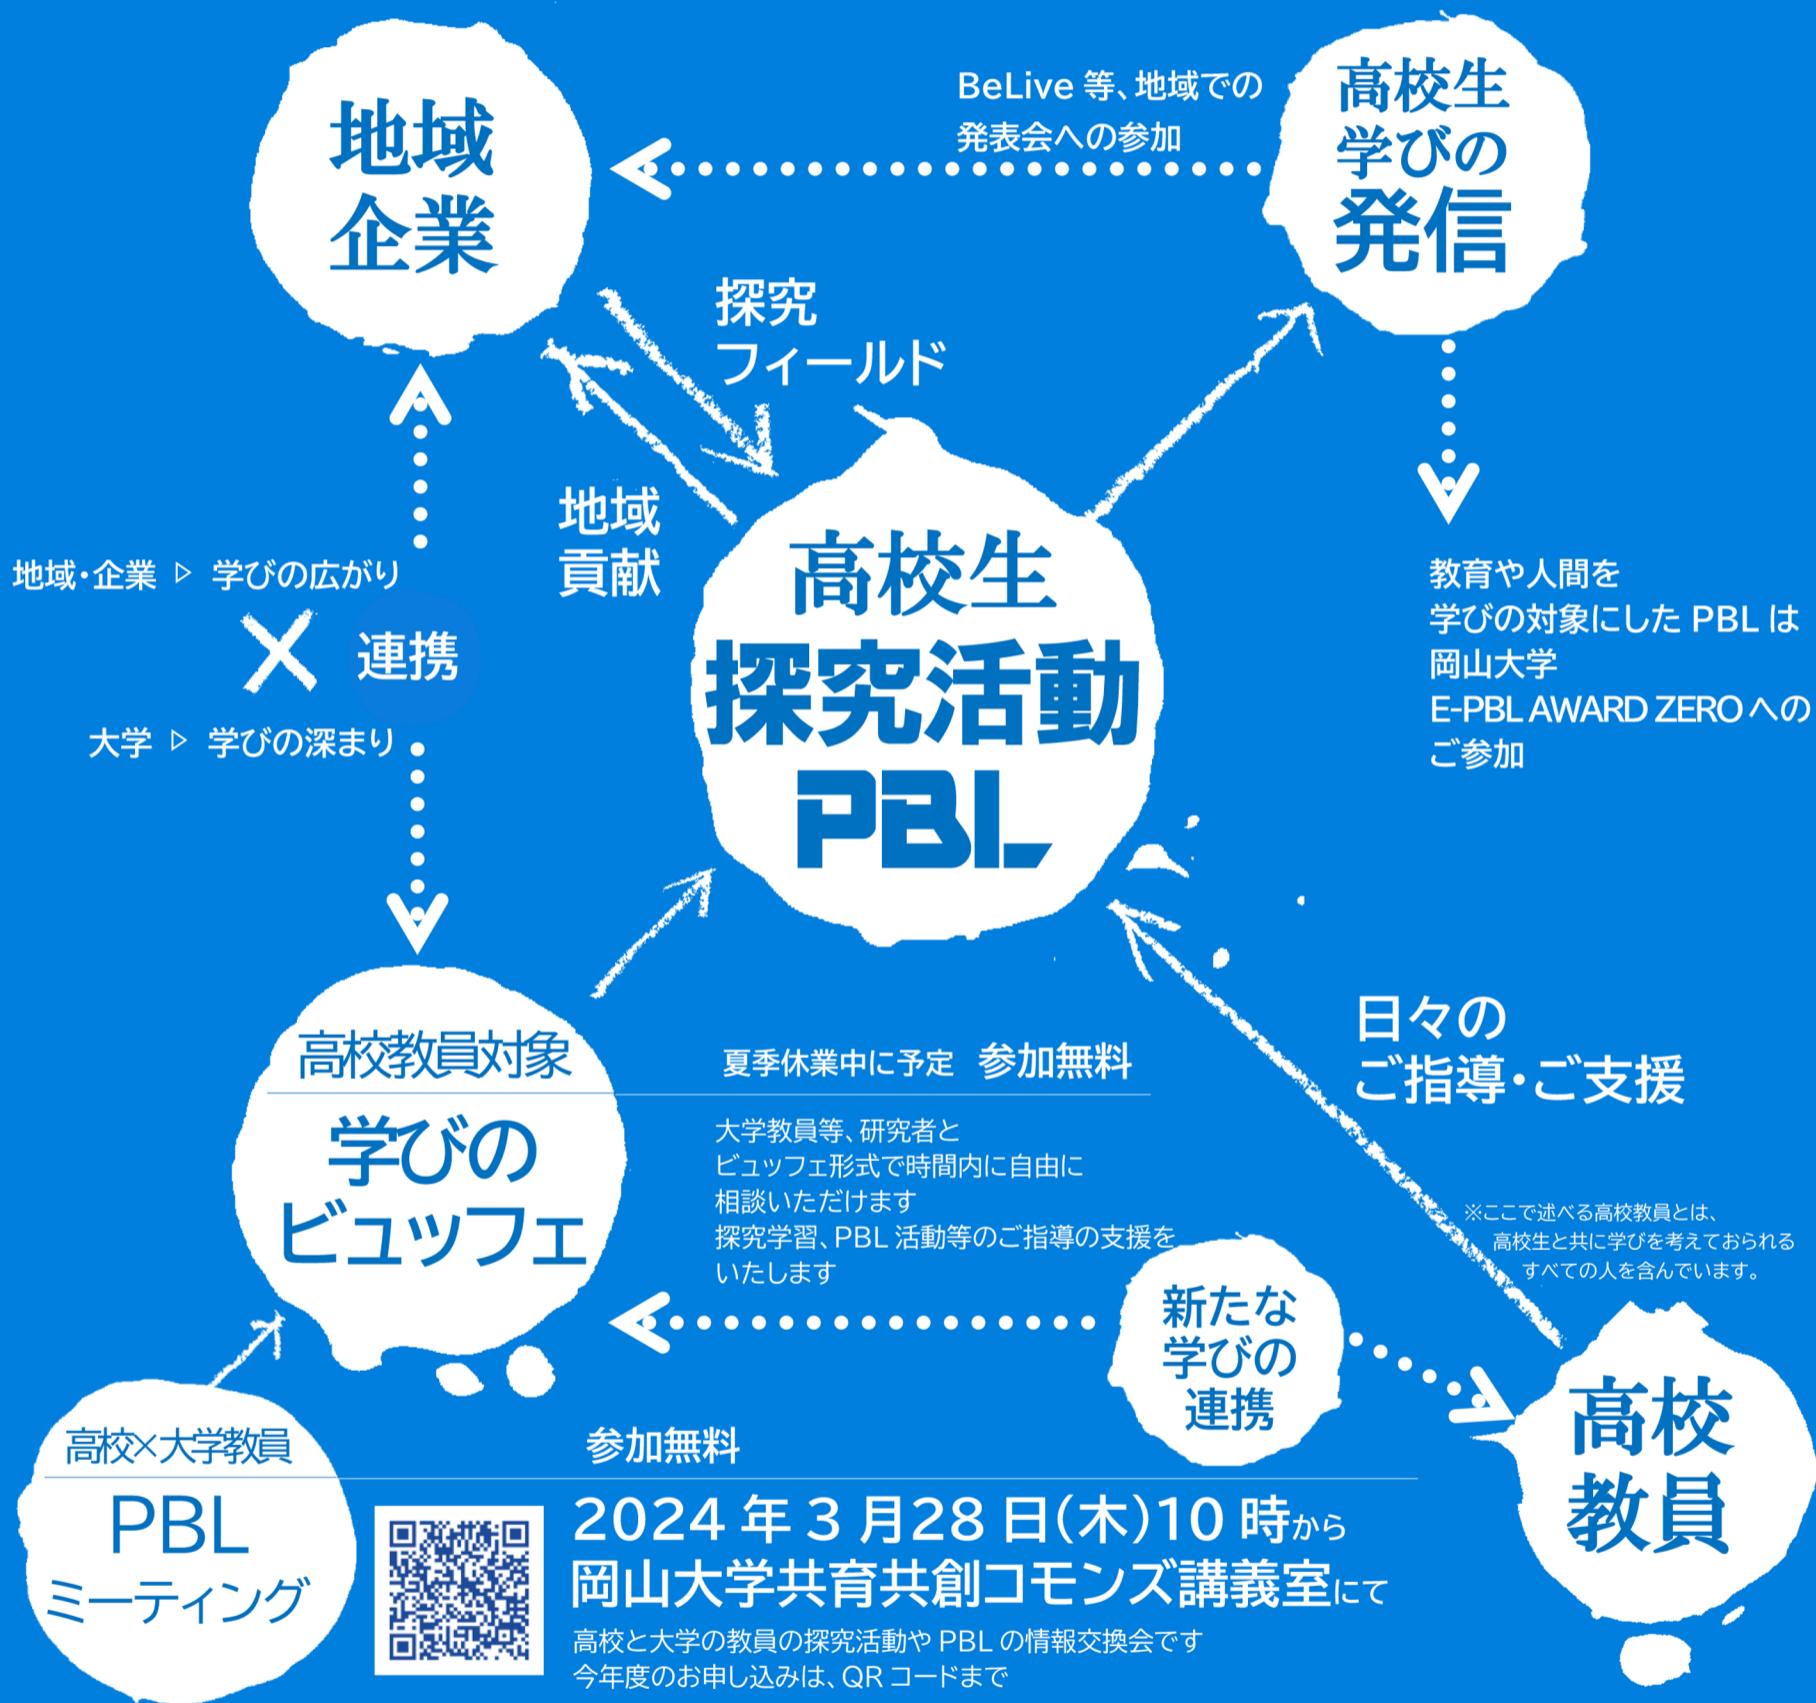 地域
企業
BeLive 等、地域での
発表会への参加
高校生
学びの
発信
探究
フィールド
地域
貢献
地域・企業 ▷ 学びの広がり
× 連携
大学 ▷ 学びの深まり
高校生
探究活動
PBL
教育や人間を
学びの対象にした PBL は
岡山大学
E-PBL AWARD ZERO への
ご参加
高校教員対象
学びの
ビュッフェ
夏季休業中に予定 参加無料
大学教員等、研究者と
ビュッフェ形式で時間内に自由に
相談いただけます
探究学習、PBL 活動等のご指導の支援を
いたします
日々の
ご指導・ご支援
※ここで述べる高校教員とは、
高校生と共に学びを考えておられる
すべての人を含んでいます。
新たな
学びの
連携
高校
教員
高校×大学教員
PBL
ミーティング
参加無料
2024 年 3 月28 日(木)10 時から
岡山大学共育共創コモンズ講義室にて
高校と大学の教員の探究活動や PBL の情報交換会です
今年度のお申し込みは、QR コードまで